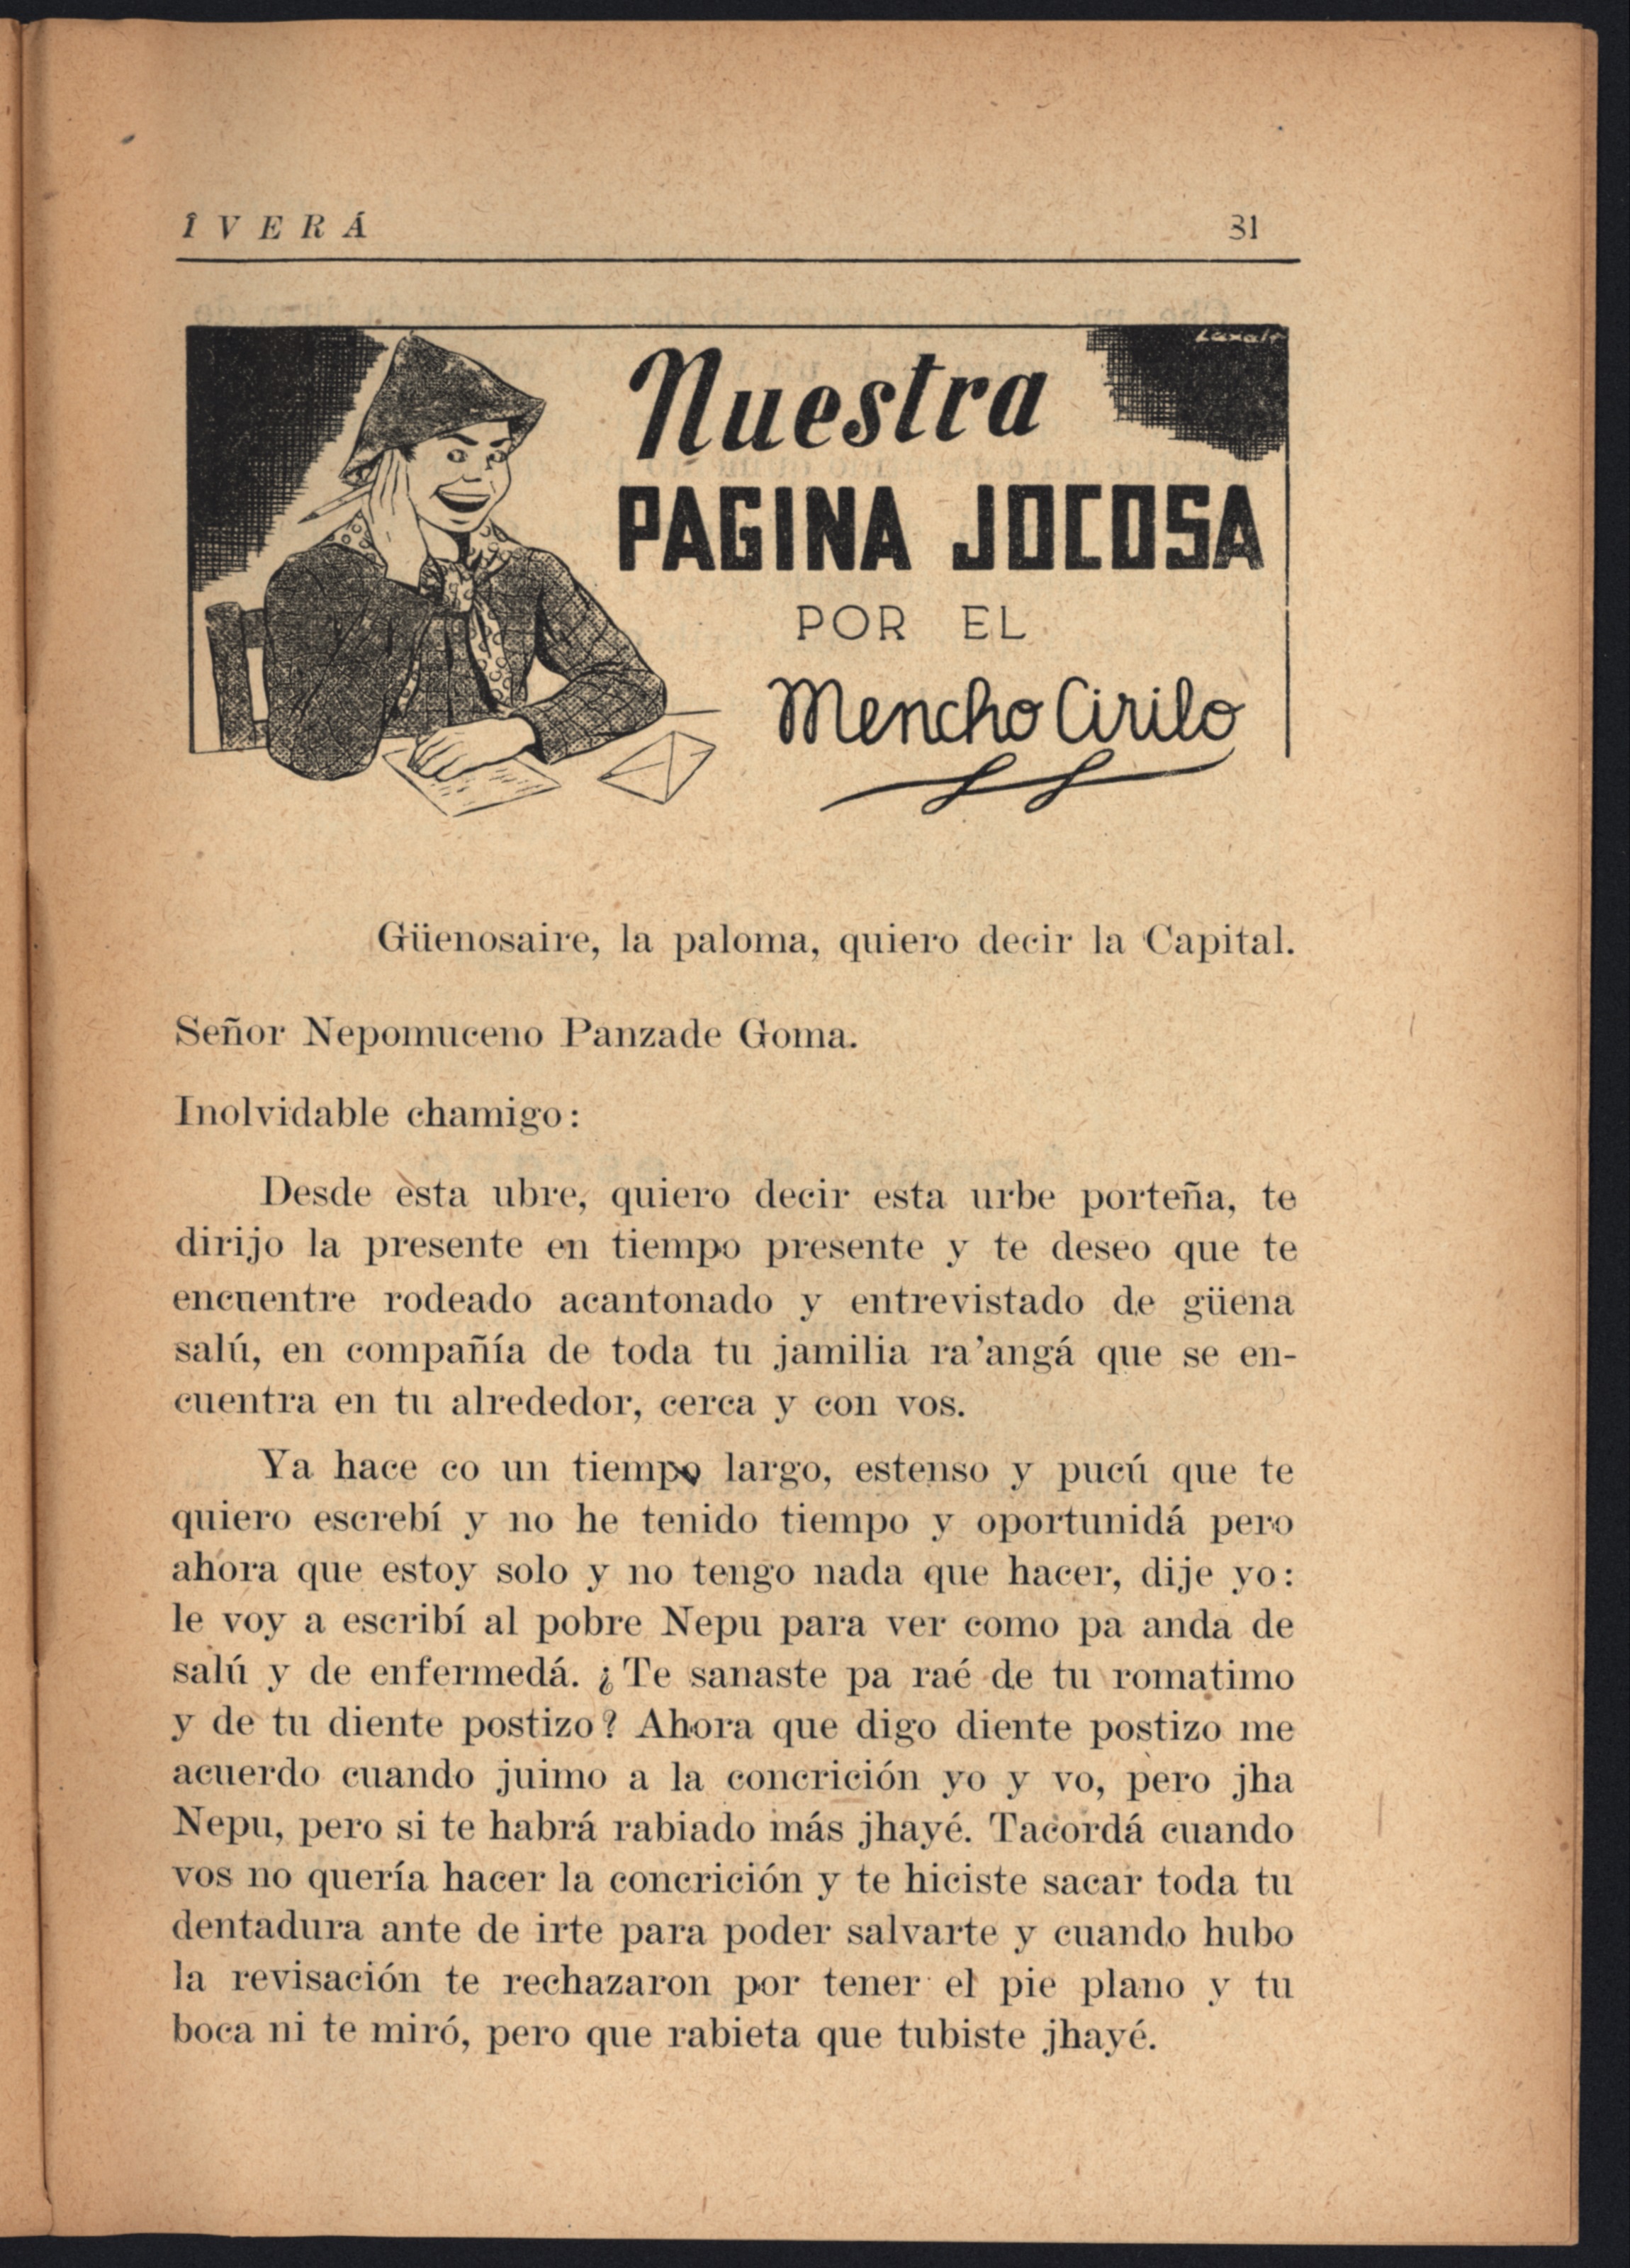 Î V E R Á 31
Nuestra
PAGINA JOCOSA
POR EL
Mencho Cirilo
Güenosaire, la paloma, quiero decir la Capital.
Señor Nepomuceno Panzade Goma.
Inolvidable chamigo:
Desde esta ubre, quiero decir esta urbe porteña, te
dirijo la presente en tiempo presente y te deseo que te
encuentre rodeado acantonado y entrevistado de güena
salú, en compañía de toda tu jamilia ra'angá que se en-
cuentra en tu alrededor, cerca y con vos.
Ya hace co un tiempo largo, estenso y pucú que te
quiero escrebí y no he tenido tiempo y oportunidá pero
ahora que estoy solo y no tengo nada que hacer, dije yo:
le voy a escribí al pobre Nepu para ver como pa anda de
salú y de enfermedá. ¿Te sanaste pa raé de tu romatimo
y de tu diente postizo? Ahora que digo diente postizo me
acuerdo cuando juimo a la concrición yo y vo, pero jha
Nepu, pero si te habrá rabiado más jhayé. Tacordá cuando
vos no quería hacer la concrición y te hiciste sacar toda tu
dentadura ante de irte para poder salvarte y cuando hubo
la revisación te rechazaron por tener el pie plano y tu
boca ni te miró, pero que rabieta que tubiste jhayé.